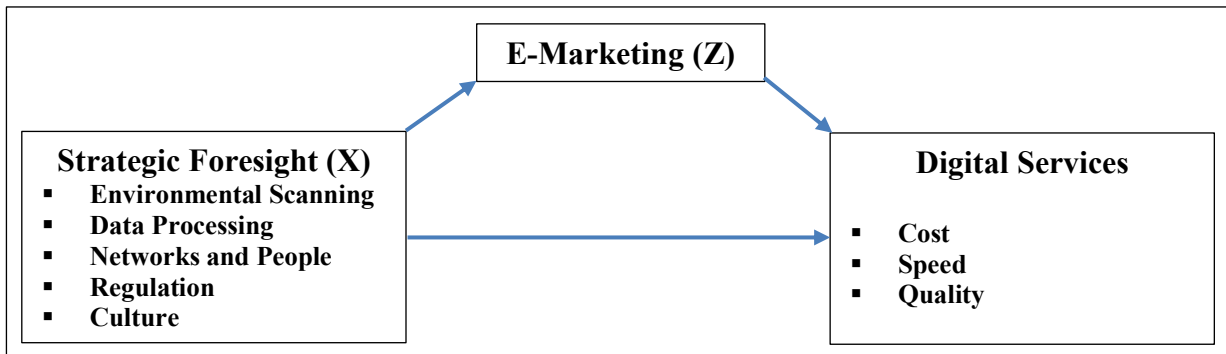 E-Marketing (Z)
Strategic Foresight (X)
▪ Environmental Scanning
▪ Data Processing
▪ Networks and People
▪ Regulation
▪ Culture
Digital Services
▪ Cost
▪ Speed
▪ Quality